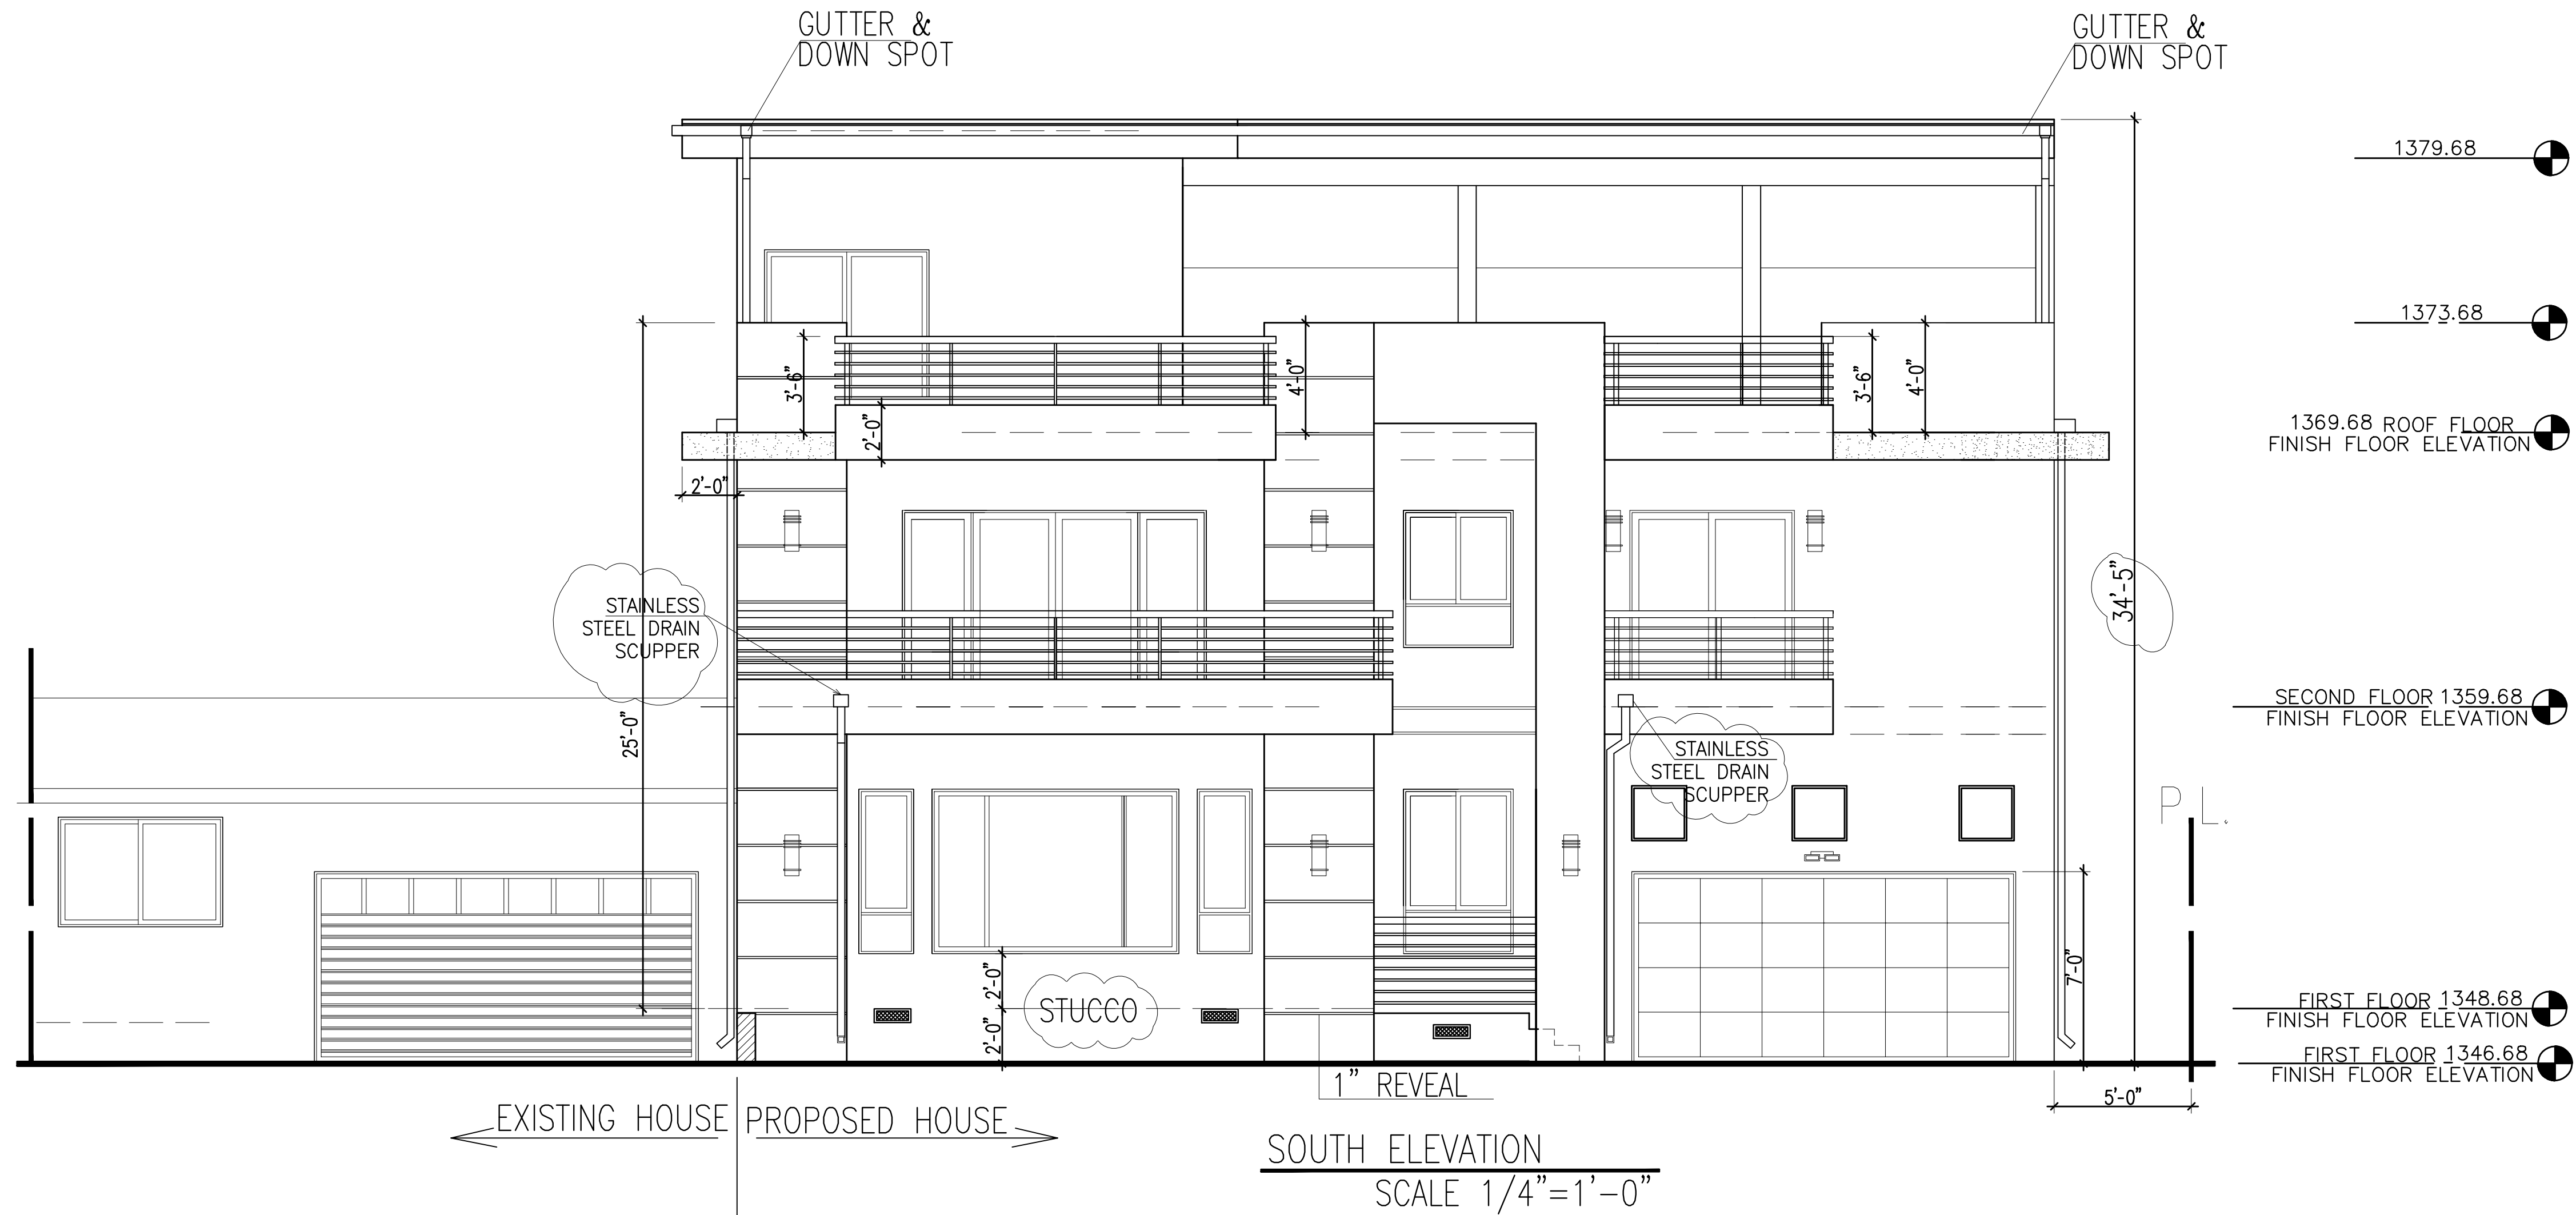 GUTTER &
DOWN SPOT
GUTTER &
DOWN SPOT
1379.68
1373.68
3'-6"
4'-0"
3'-6"
4'-0"
2'-0"
1369.68 ROOF FLOOR
FINISH FLOOR ELEVATION
2'-0"
STAINLESS
STEEL DRAIN
SCUPPER
34'-5"
25'-0"
SECOND FLOOR 1359.68
FINISH FLOOR ELEVATION
STAINLESS
STEEL DRAIN
SCUPPER
P L.
7'-0"
2'-0"
STUCCO
2'-0"
FIRST FLOOR 1348.68
FINISH FLOOR ELEVATION
FIRST FLOOR 1346.68
FINISH FLOOR ELEVATION
1" REVEAL
5'-0"
EXISTING HOUSE
PROPOSED HOUSE
SOUTH ELEVATION
SCALE 1/4"=1'-0"